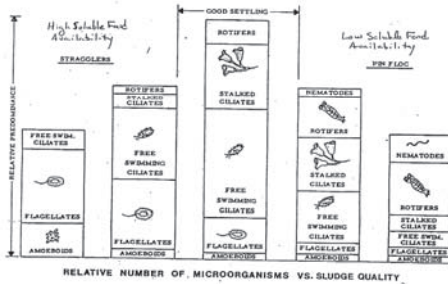 GOOD SETTLING
High Soluble Food
Availability
STRAGGLERS
Low Soluble Food
Availability
PIN FLOC
RELATIVE PREDOMINANCE
FREE SWIM.
CILIATES
FLAGELLATES
AMOEBOIDS
ROTIFERS
STALKED
CILIATES
FREE
SWIMMING
CILIATES
FLAGELLATES
AMOEBOIDS
ROTIFERS
STALKED
CILIATES
FREE
SWIMMING
CILIATES
FLAGELLATES
AMOEBOIDS
NEMATODES
ROTIFERS
STALKED
CILIATES
FREE
SWIMMING
CILIATES
FLAGELLATES
AMOEBOIDS
NEMATODES
ROTIFERS
STALKED
CILIATES
FREE SWIM.
CILIATES
FLAGELLATES
AMOEBOIDS
RELATIVE NUMBER OF MICROORGANISMS VS. SLUDGE QUALITY